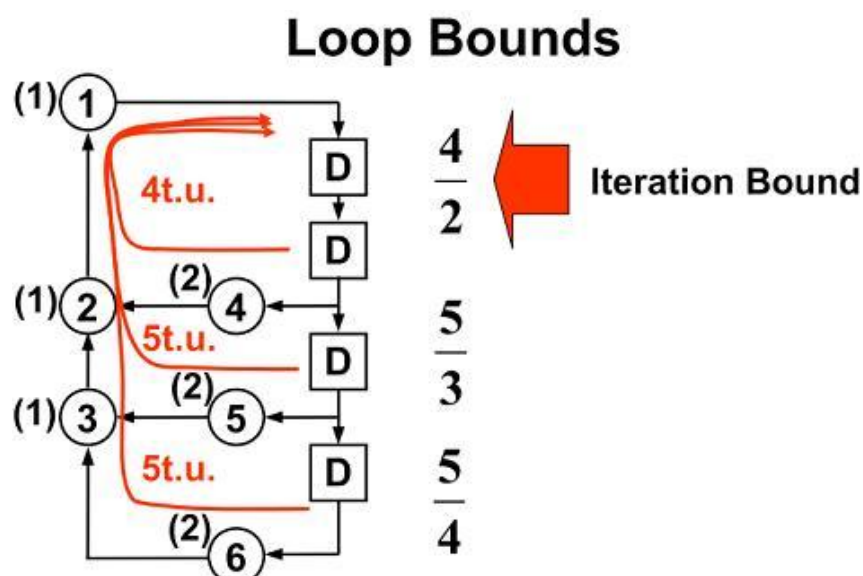 Loop Bounds
(1) 1
D
4t.u.
4
2
Iteration Bound
D
(1) 2
(2) 4
5t.u.
D
5
3
(1) 3
(2) 5
5t.u.
D
5
4
(2) 6